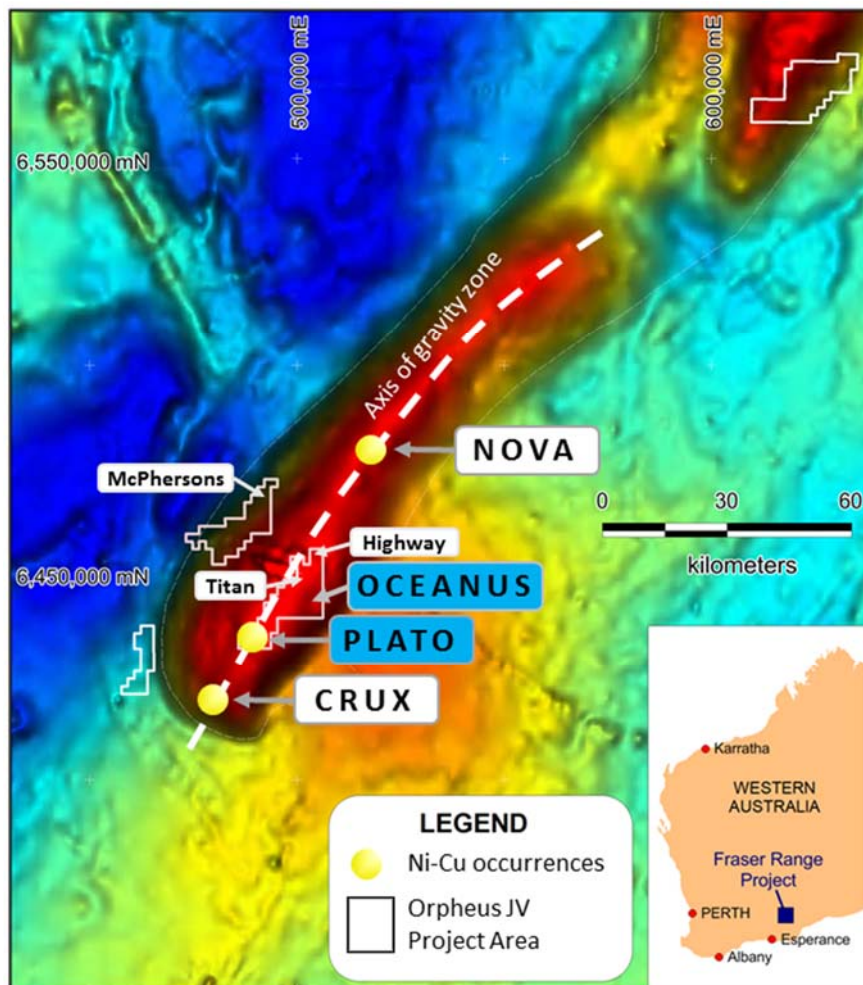 500,000 mE
600,000 mE
6,550,000 mN
Axis of gravity zone
NOVA
McPhersons
0 30 60
kilometers
Highway
6,450,000 mN
Titan
OCEANUS
PLATO
CRUX
LEGEND
Ni-Cu occurrences
Orpheus JV
Project Area
Karratha
WESTERN
AUSTRALIA
Fraser Range
Project
PERTH
Esperance
Albany